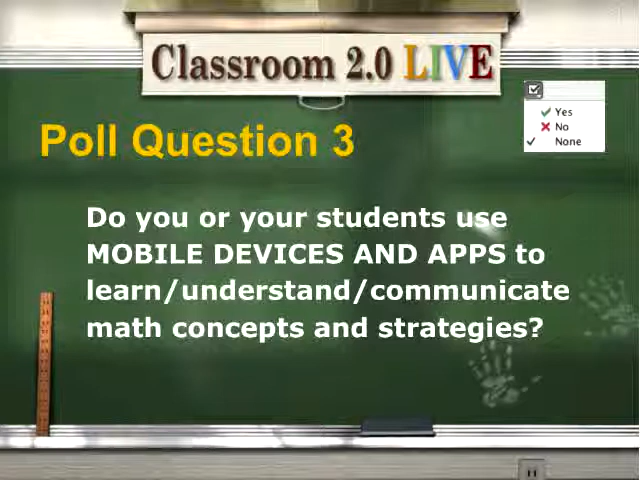 Classroom 2.0 LIVE
Yes
No
None
Poll Question 3
Do you or your students use
MOBILE DEVICES AND APPS to
learn/understand/communicate
math concepts and strategies?